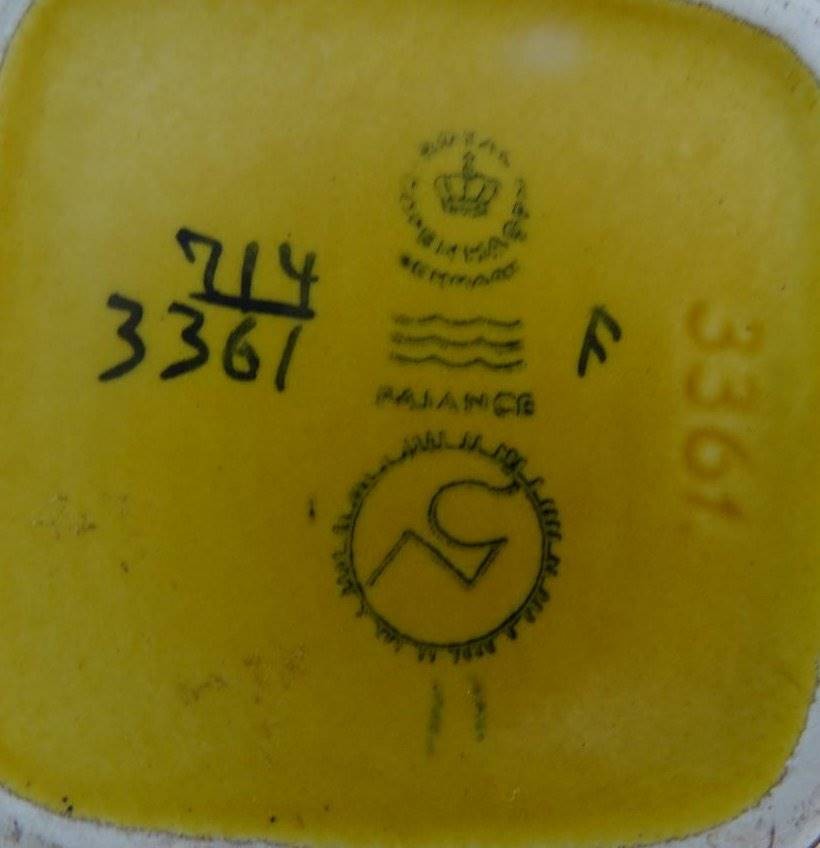 ROYAL
COPENHAGEN
DENMARK
714
3361
FAJANCE
F
3361